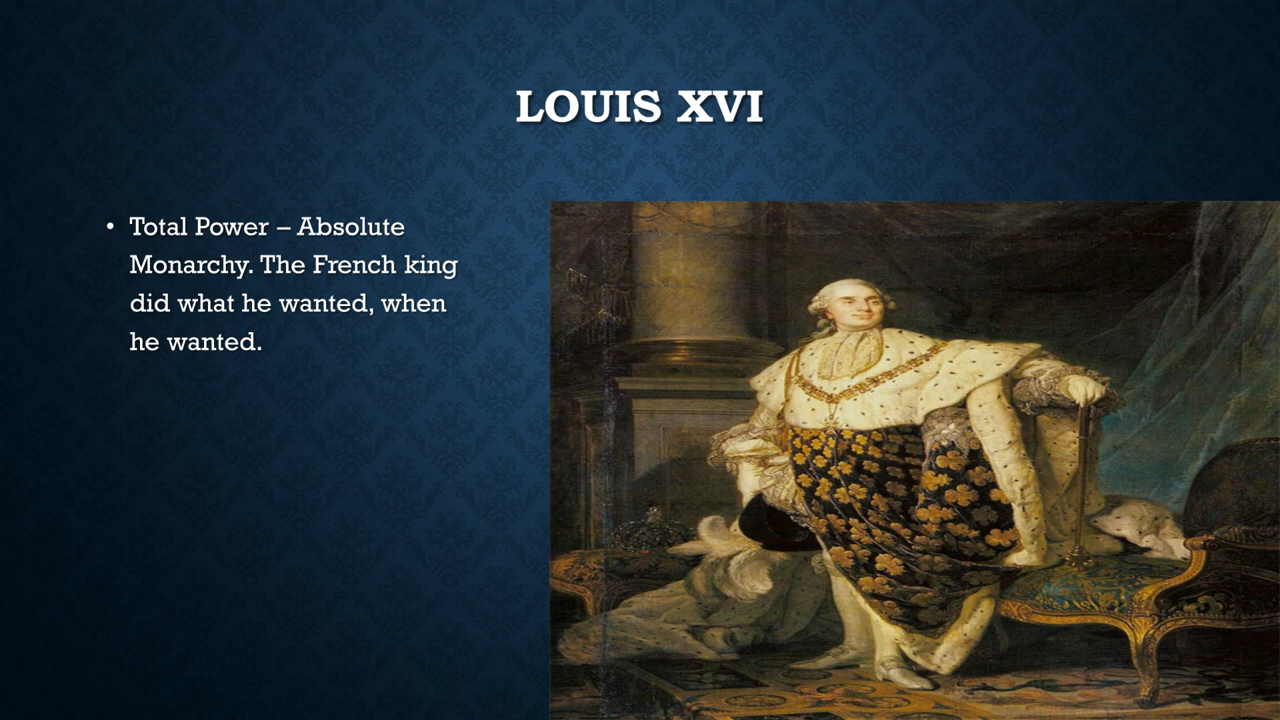 LOUIS XVI
• Total Power – Absolute
Monarchy. The French king
did what he wanted, when
he wanted.